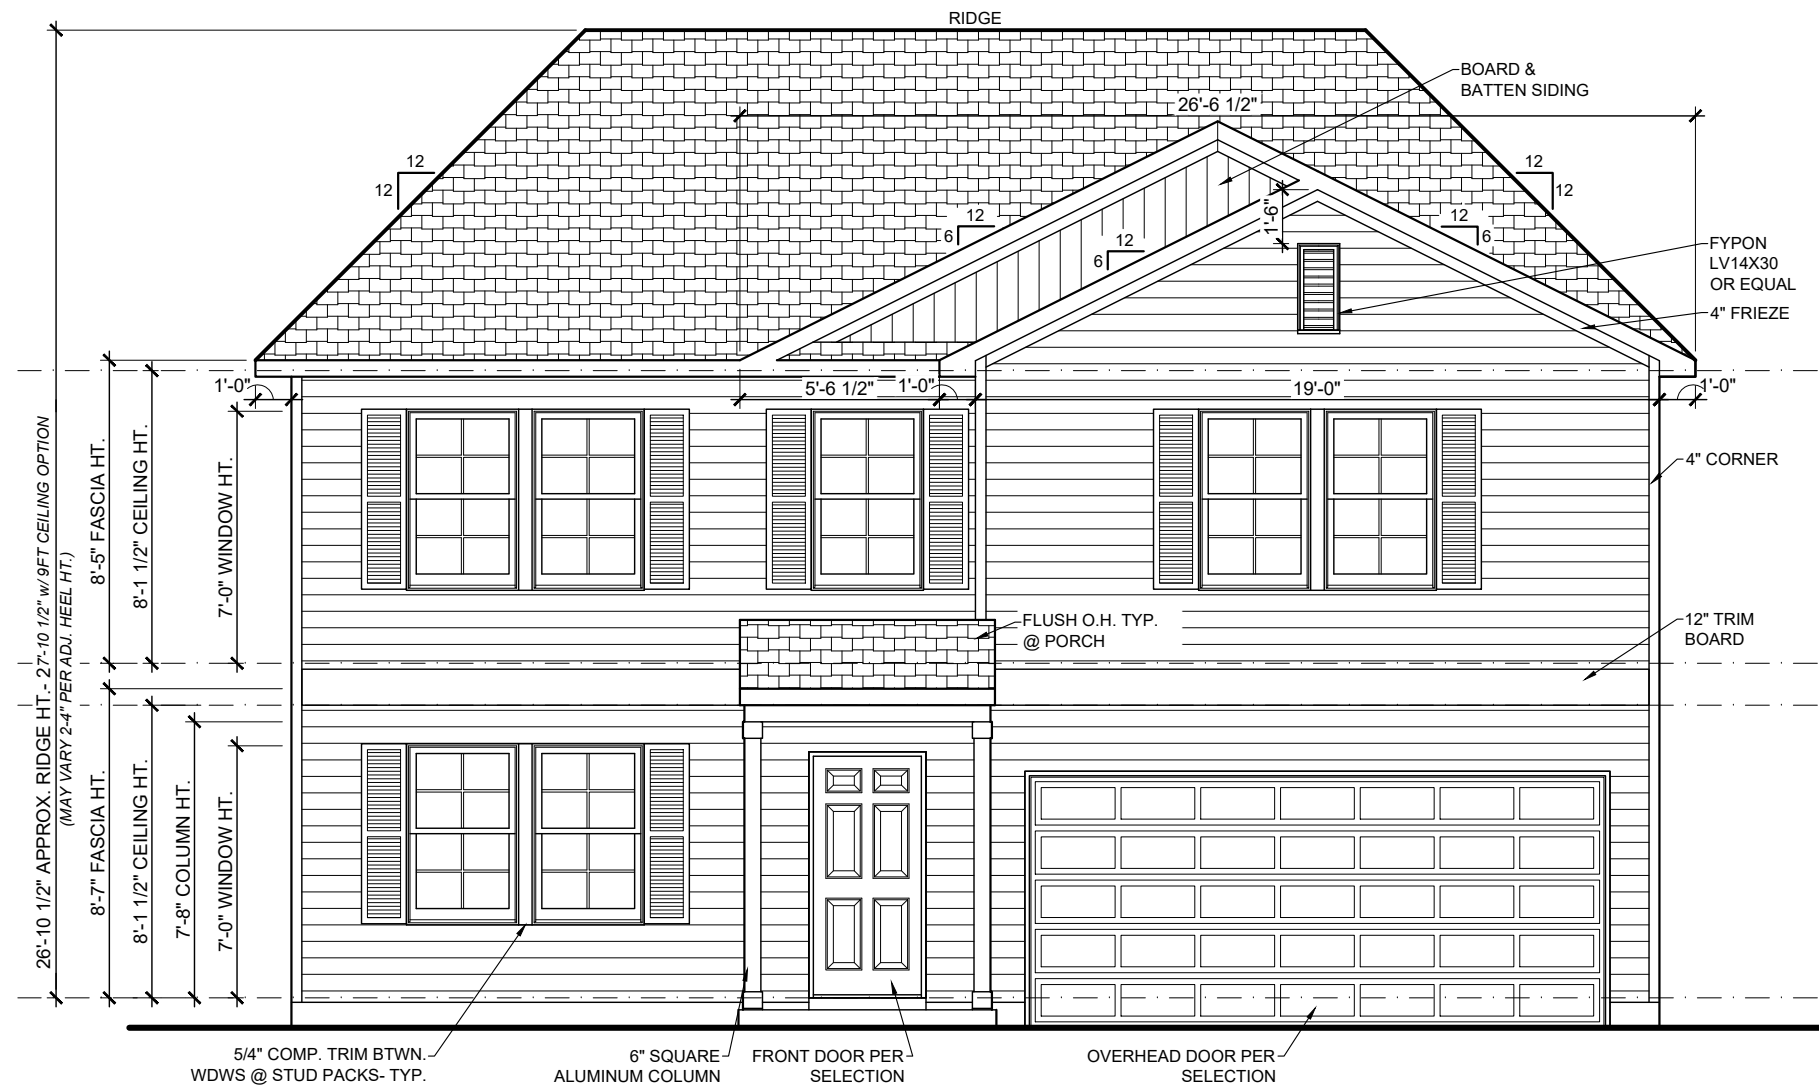 RIDGE
BOARD &
BATTEN SIDING
26'-6 1/2"
12
12
12
12
12
6
12
6
12
6
1'-6"
FYPON
LV14X30
OR EQUAL
4" FRIEZE
1'-0"
5'-6 1/2"
1'-0"
19'-0"
1'-0"
4" CORNER
26'-10 1/2" APPROX. RIDGE HT.- 27'-10 1/2" w/ 9FT CEILING OPTION
(MAY VARY 2-4" PER ADJ. HEEL HT.)
8'-5" FASCIA HT.
8'-1 1/2" CEILING HT.
7'-0" WINDOW HT.
FLUSH O.H. TYP.
@ PORCH
12" TRIM
BOARD
8'-7" FASCIA HT.
8'-1 1/2" CEILING HT.
7'-8" COLUMN HT.
7'-0" WINDOW HT.
5/4" COMP. TRIM BTWN.
WDWS @ STUD PACKS- TYP.
6" SQUARE
ALUMINUM COLUMN
FRONT DOOR PER
SELECTION
OVERHEAD DOOR PER
SELECTION